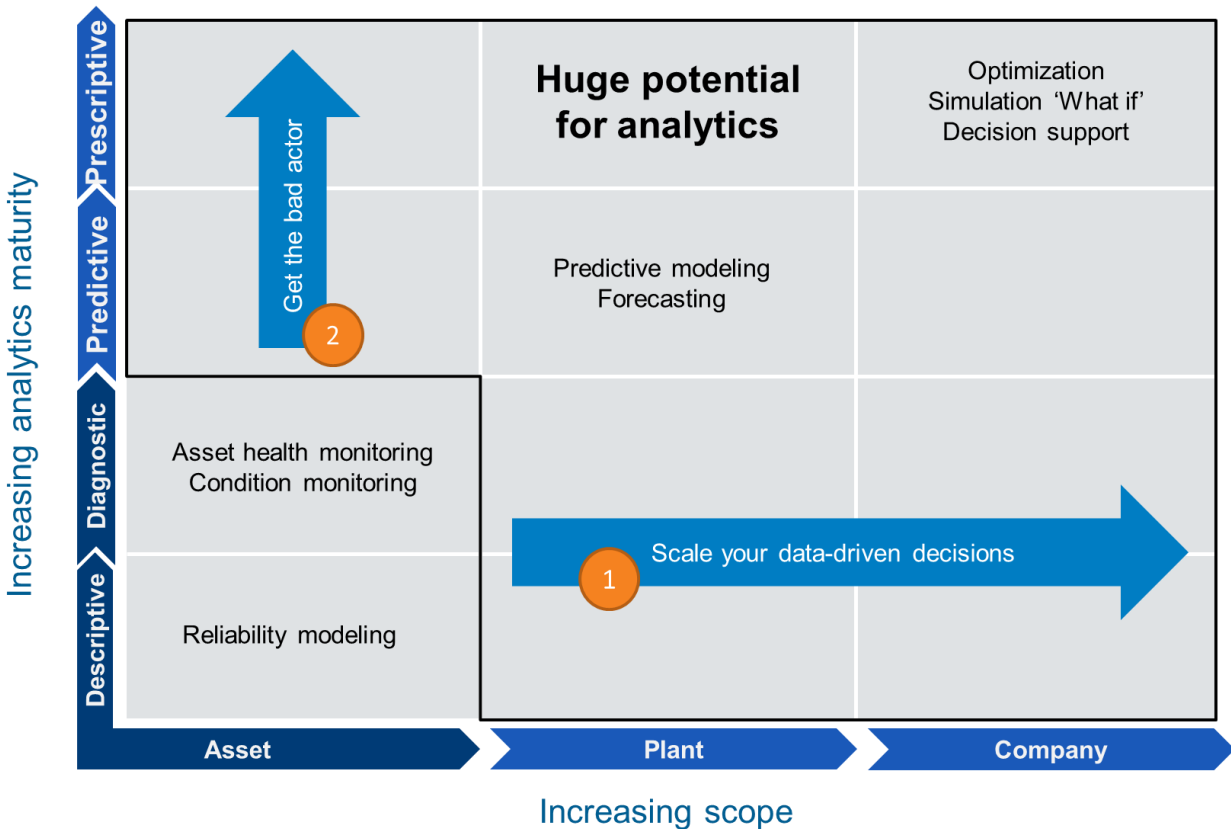 Increasing analytics maturity
Prescriptive
Predictive
Diagnostic
Descriptive
Get the bad actor
2
Huge potential
for analytics
Optimization
Simulation ‘What if’
Decision support
Predictive modeling
Forecasting
Asset health monitoring
Condition monitoring
Scale your data-driven decisions
1
Reliability modeling
Asset
Plant
Company
Increasing scope